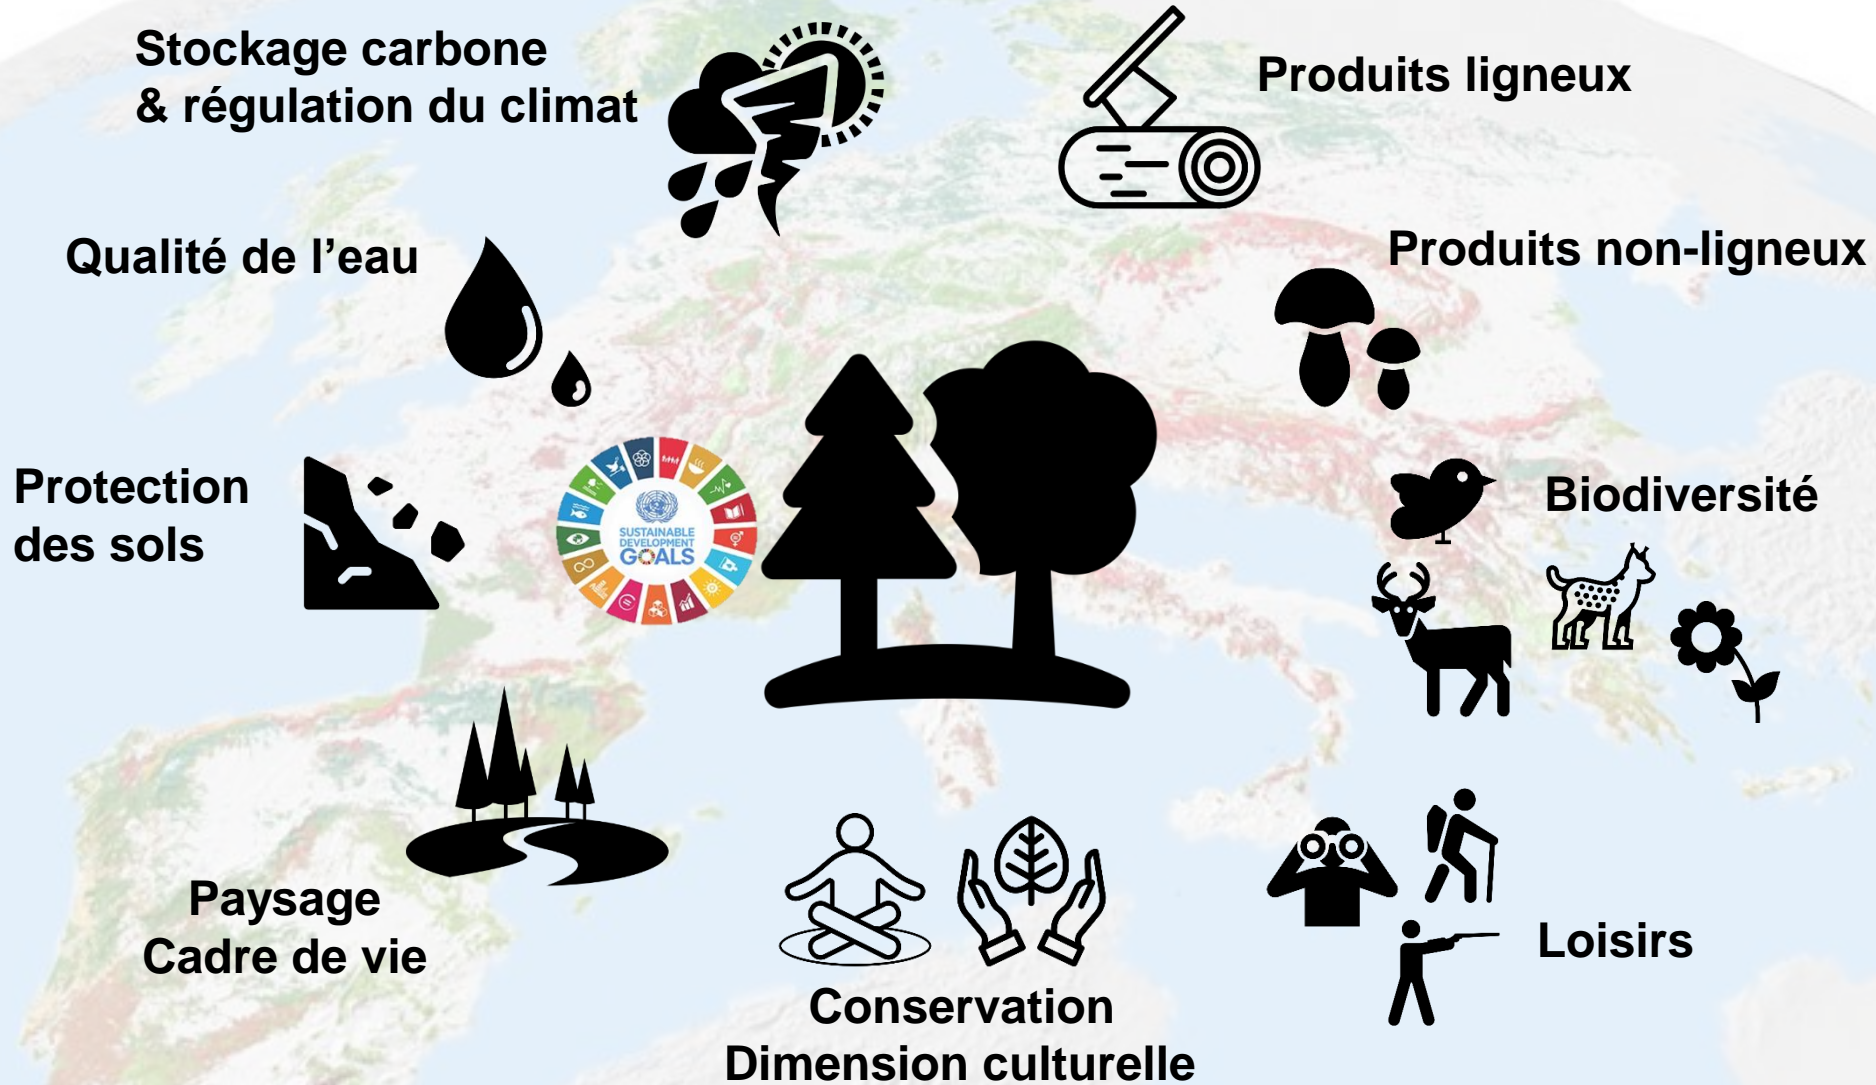 Stockage carbone
& régulation du climat
Produits ligneux
Qualité de l’eau
Produits non-ligneux
Protection
des sols
SUSTAINABLE
DEVELOPMENT
GOALS
Biodiversité
Paysage
Cadre de vie
Loisirs
Conservation
Dimension culturelle